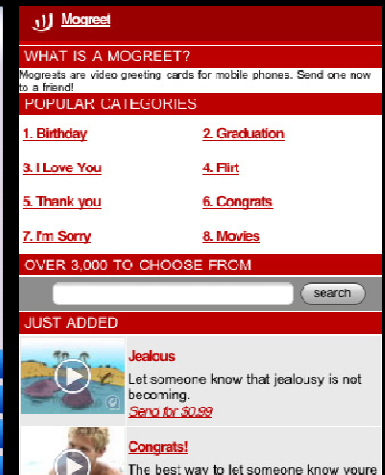 Mogreet
WHAT IS A MOGREET?
Mogreets are video greeting cards for mobile phones. Send one now
to a friend!
POPULAR CATEGORIES
1. Birthday
2. Graduation
3. I Love You
4. Flirt
5. Thank you
6. Congrats
7. I'm Sorry
8. Movies
OVER 3,000 TO CHOOSE FROM
search
JUST ADDED
Jealous
Let someone know that jealousy is not
becoming.
Send for $0.99
Congrats!
The best way to let someone know youre